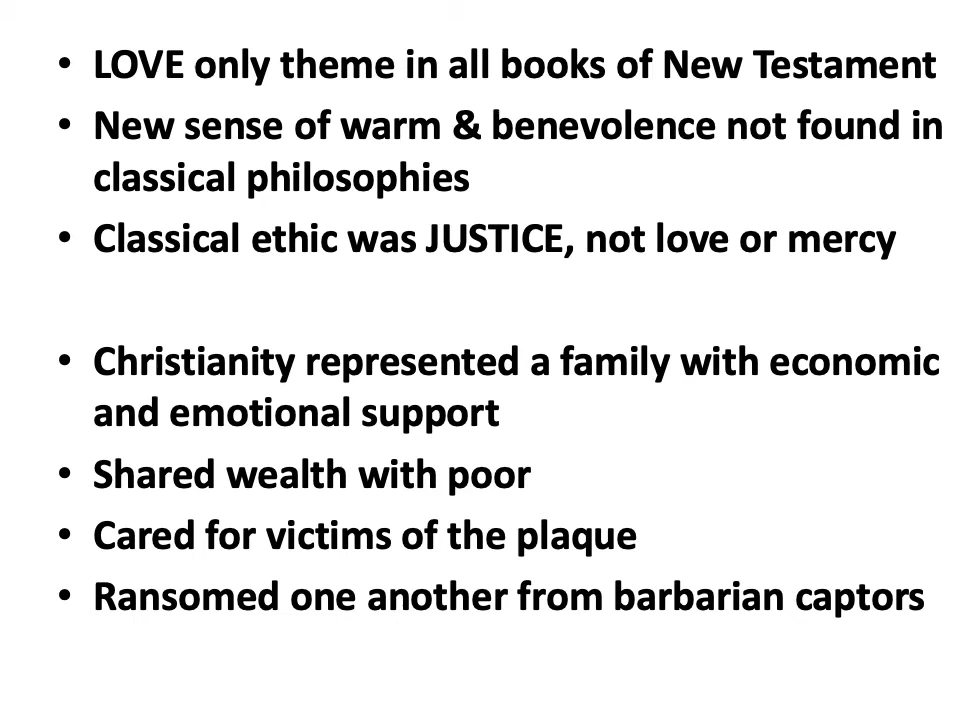 • LOVE only theme in all books of New Testament
• New sense of warm & benevolence not found in
classical philosophies
• Classical ethic was JUSTICE, not love or mercy
• Christianity represented a family with economic
and emotional support
• Shared wealth with poor
• Cared for victims of the plaque
• Ransomed one another from barbarian captors